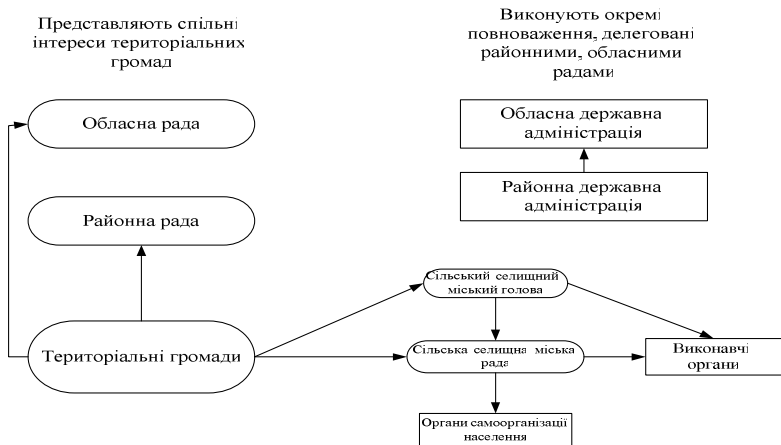 Представляють спільні
інтереси територіальних
громад
Виконують окремі
повноваження, делеговані
районними, обласними
радами
Обласна рада
Обласна державна
адміністрація
Районна державна
адміністрація
Районна рада
Сільський селищний
міський голова
Територіальні громади
Сільська селищна міська
рада
Виконавчі
органи
Органи самоорганізації
населення